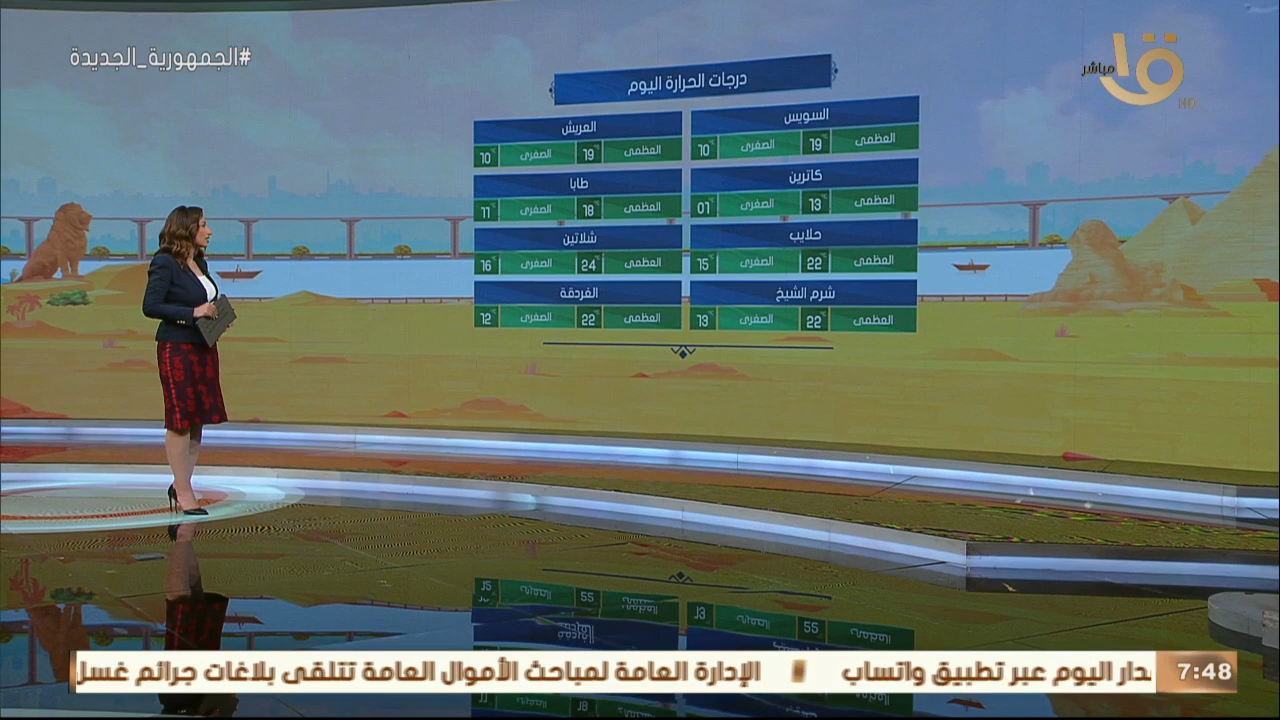 #الجمهورية_الجديدة
مباشر
HD
درجات الحرارة اليوم
السويس
العظمى 19 الصغرى 10
العريش
العظمى 19 الصغرى 10
كاترين
العظمى 13 الصغرى 01
طابا
العظمى 18 الصغرى 11
حلايب
العظمى 22 الصغرى 15
شلاتين
العظمى 24 الصغرى 16
شرم الشيخ
العظمى 22 الصغرى 13
الغردقة
العظمى 22 الصغرى 12
7:48
اليوم عبر تطبيق واتساب الإدارة العامة لمباحث الأموال العامة تتلقى بلاغات جرائم غسل